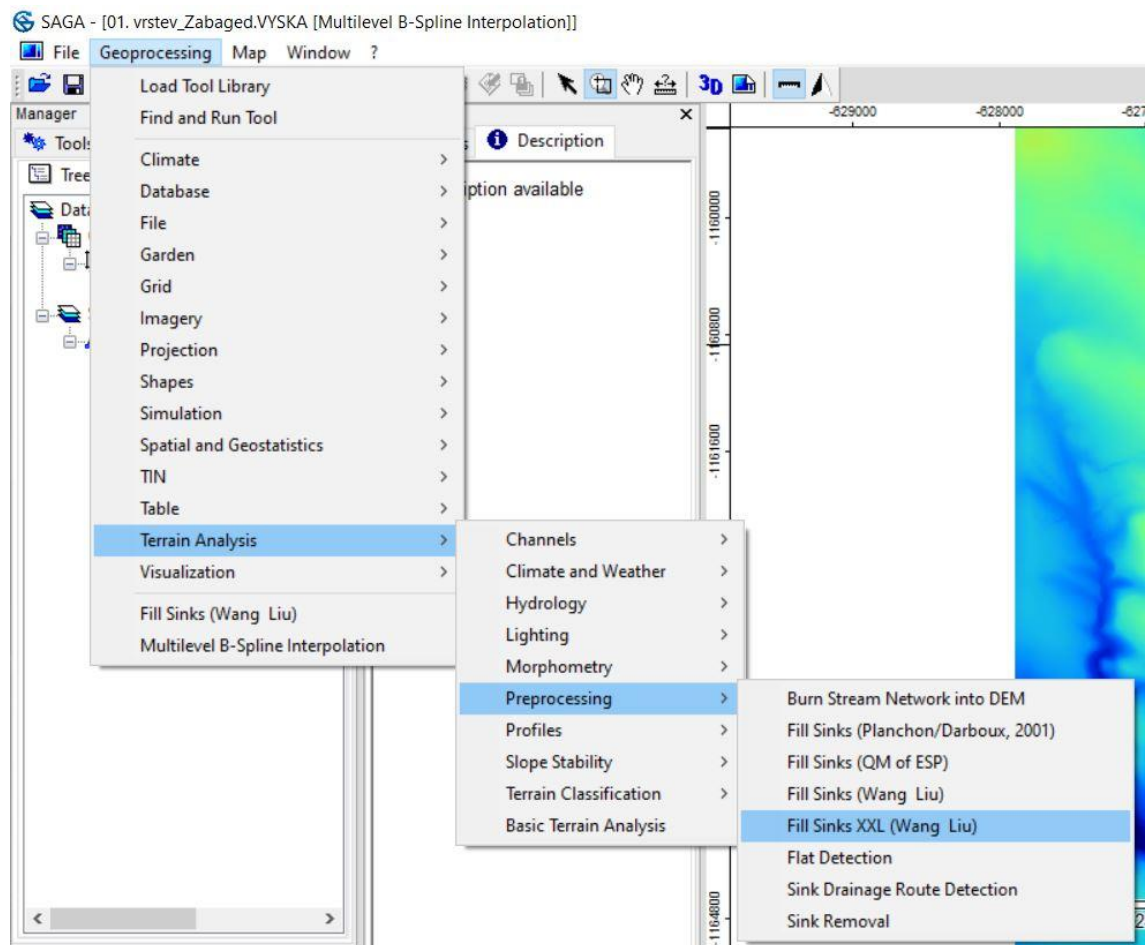 SAGA - [01. vrstev_Zabaged.VYSKA [Multilevel B-Spline Interpolation]]
File Geoprocessing Map Window ?
3D
Manager
Description
Tree
Load Tool Library
Find and Run Tool
Climate
Database
File
Garden
Grid
Imagery
Projection
Shapes
Simulation
Spatial and Geostatistics
TIN
Table
Terrain Analysis
Visualization
Fill Sinks (Wang Liu)
Multilevel B-Spline Interpolation
available
Channels
Climate and Weather
Hydrology
Lighting
Morphometry
Preprocessing
Profiles
Slope Stability
Terrain Classification
Basic Terrain Analysis
Burn Stream Network into DEM
Fill Sinks (Planchon/Darboux, 2001)
Fill Sinks (QM of ESP)
Fill Sinks (Wang Liu)
Fill Sinks XXL (Wang Liu)
Flat Detection
Sink Drainage Route Detection
Sink Removal
-629000
-628000
-1160000
-1160800
-1161600
-1164800